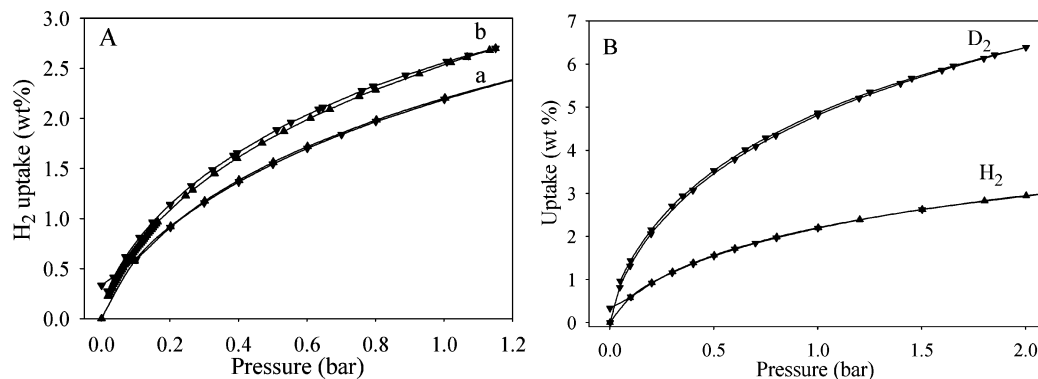 A
b
a
3.0
2.5
2.0
1.5
1.0
0.5
0.0
H2 uptake (wt%)
0.0 0.2 0.4 0.6 0.8 1.0 1.2
Pressure (bar)
B
D2
H2
7
6
5
4
3
2
1
0
Uptake (wt %)
0.0 0.5 1.0 1.5 2.0
Pressure (bar)